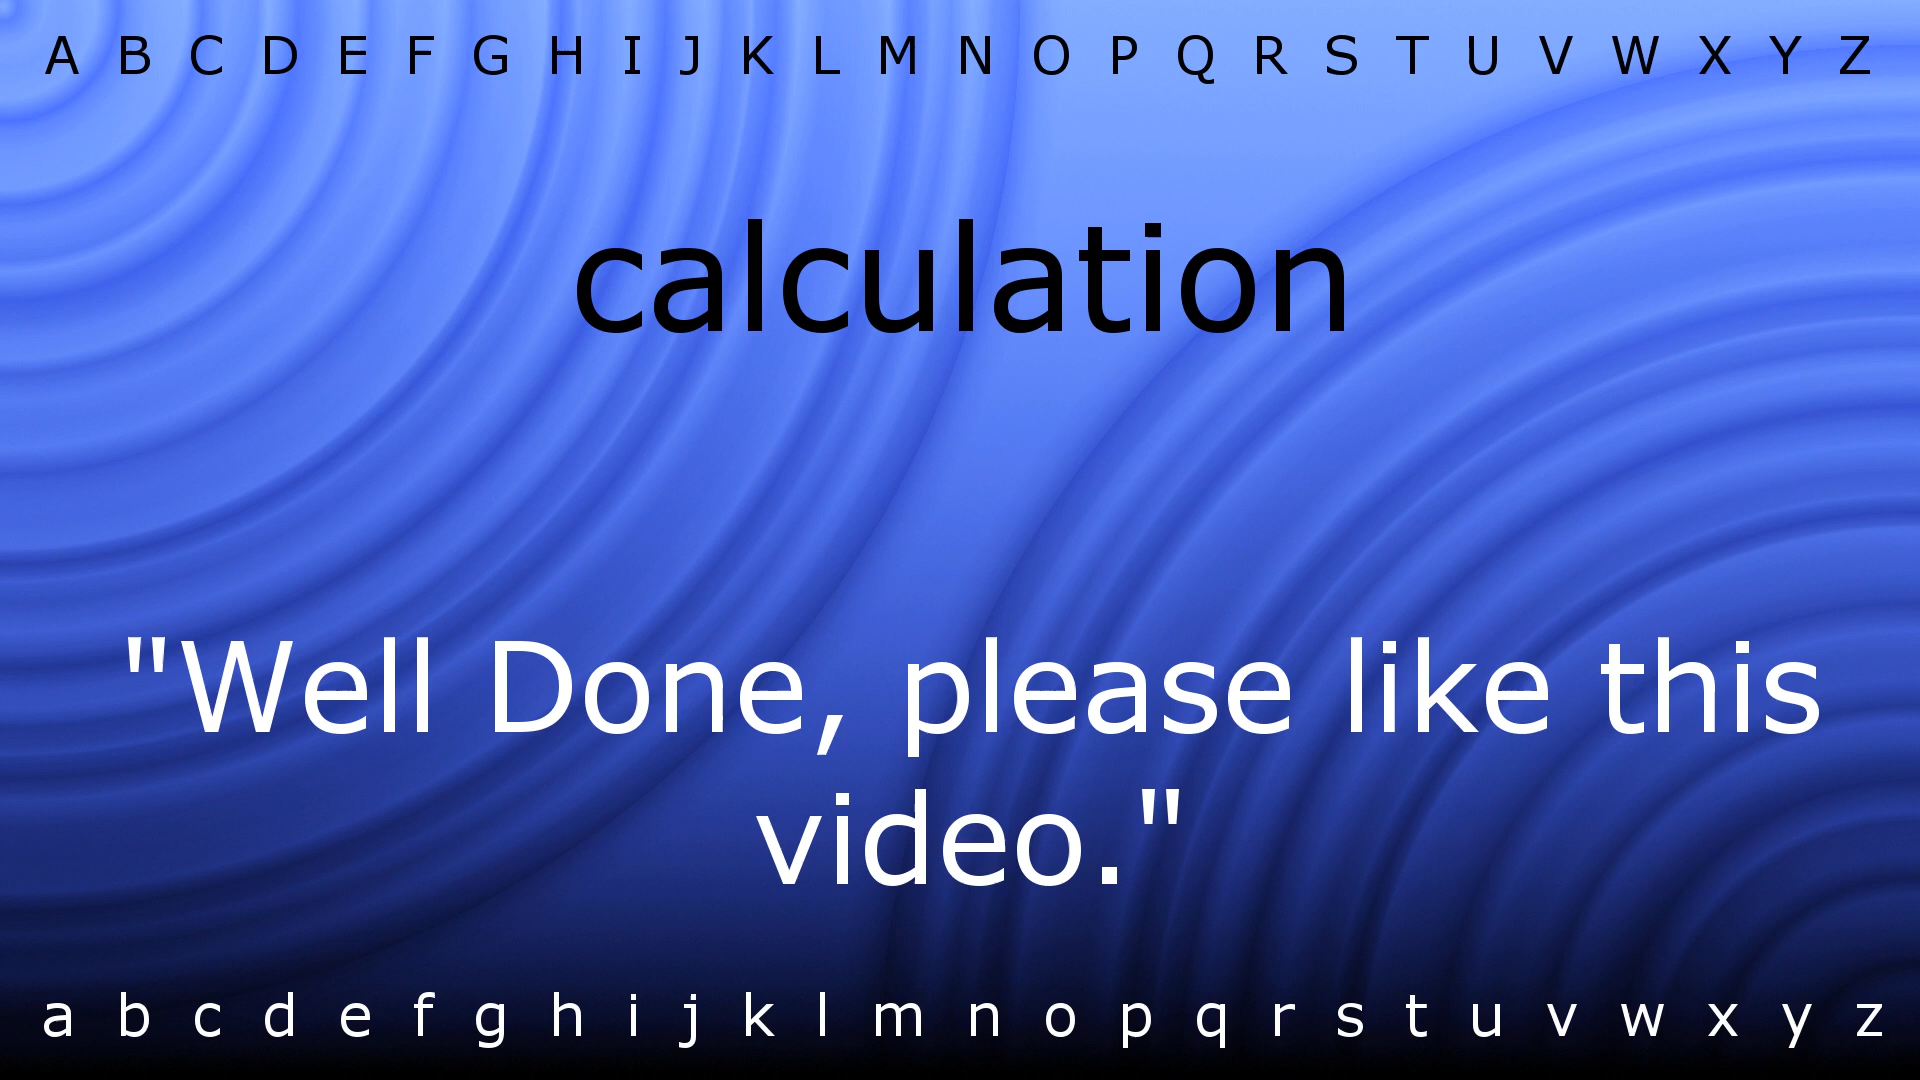 A B C D E F G H I J K L M N O P Q R S T U V W X Y Z
calculation
"Well Done, please like this
video."
a b c d e f g h i j k l m n o p q r s t u v w x y z